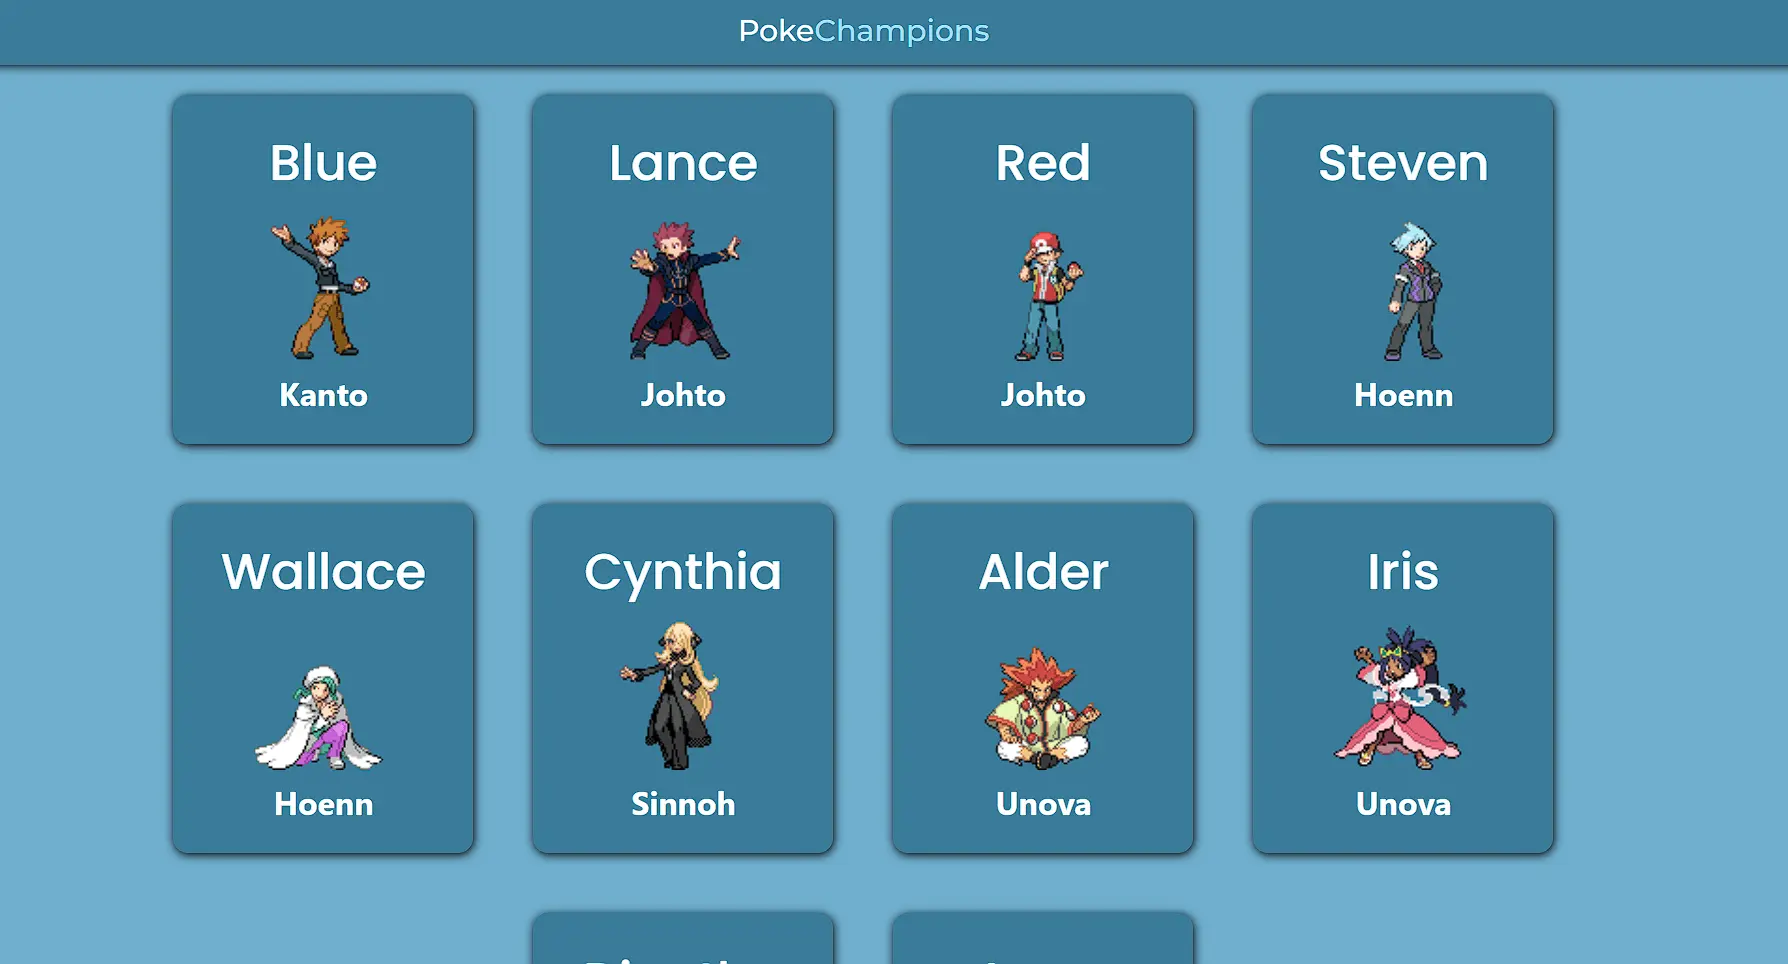 PokeChampions
Blue
Kanto
Lance
Johto
Red
Johto
Steven
Hoenn
Wallace
Hoenn
Cynthia
Sinnoh
Alder
Unova
Iris
Unova